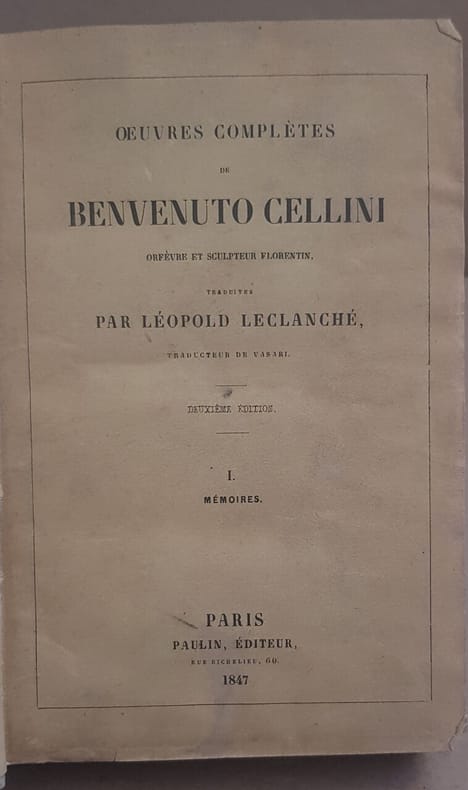 OEUVRES COMPLÈTES
DE
BENVENUTO CELLINI
ORFÈVRE ET SCULPTEUR FLORENTIN,
TRADUITES
PAR LÉOPOLD LECLANCHÉ,
TRADUCTEUR DE VASARI.
DEUXIÈME ÉDITION.
I.
MÉMOIRES.
PARIS
PAULIN, ÉDITEUR,
RUE RICHELIEU, 60.
1847